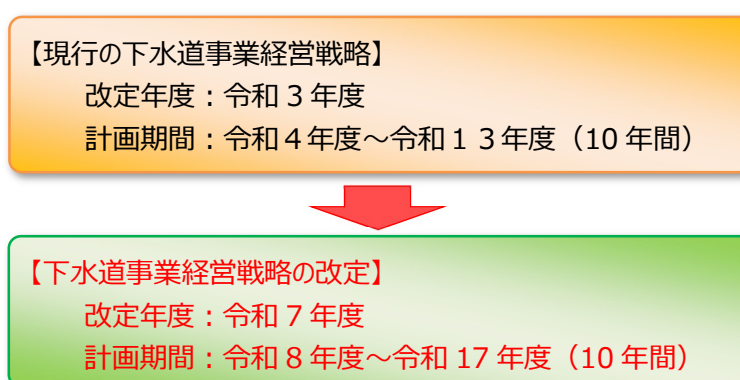 【現行の下水道事業経営戦略】
改定年度：令和３年度
計画期間：令和４年度～令和１３年度（10 年間）
【下水道事業経営戦略の改定】
改定年度：令和 7 年度
計画期間：令和 8 年度～令和 17 年度（10 年間）